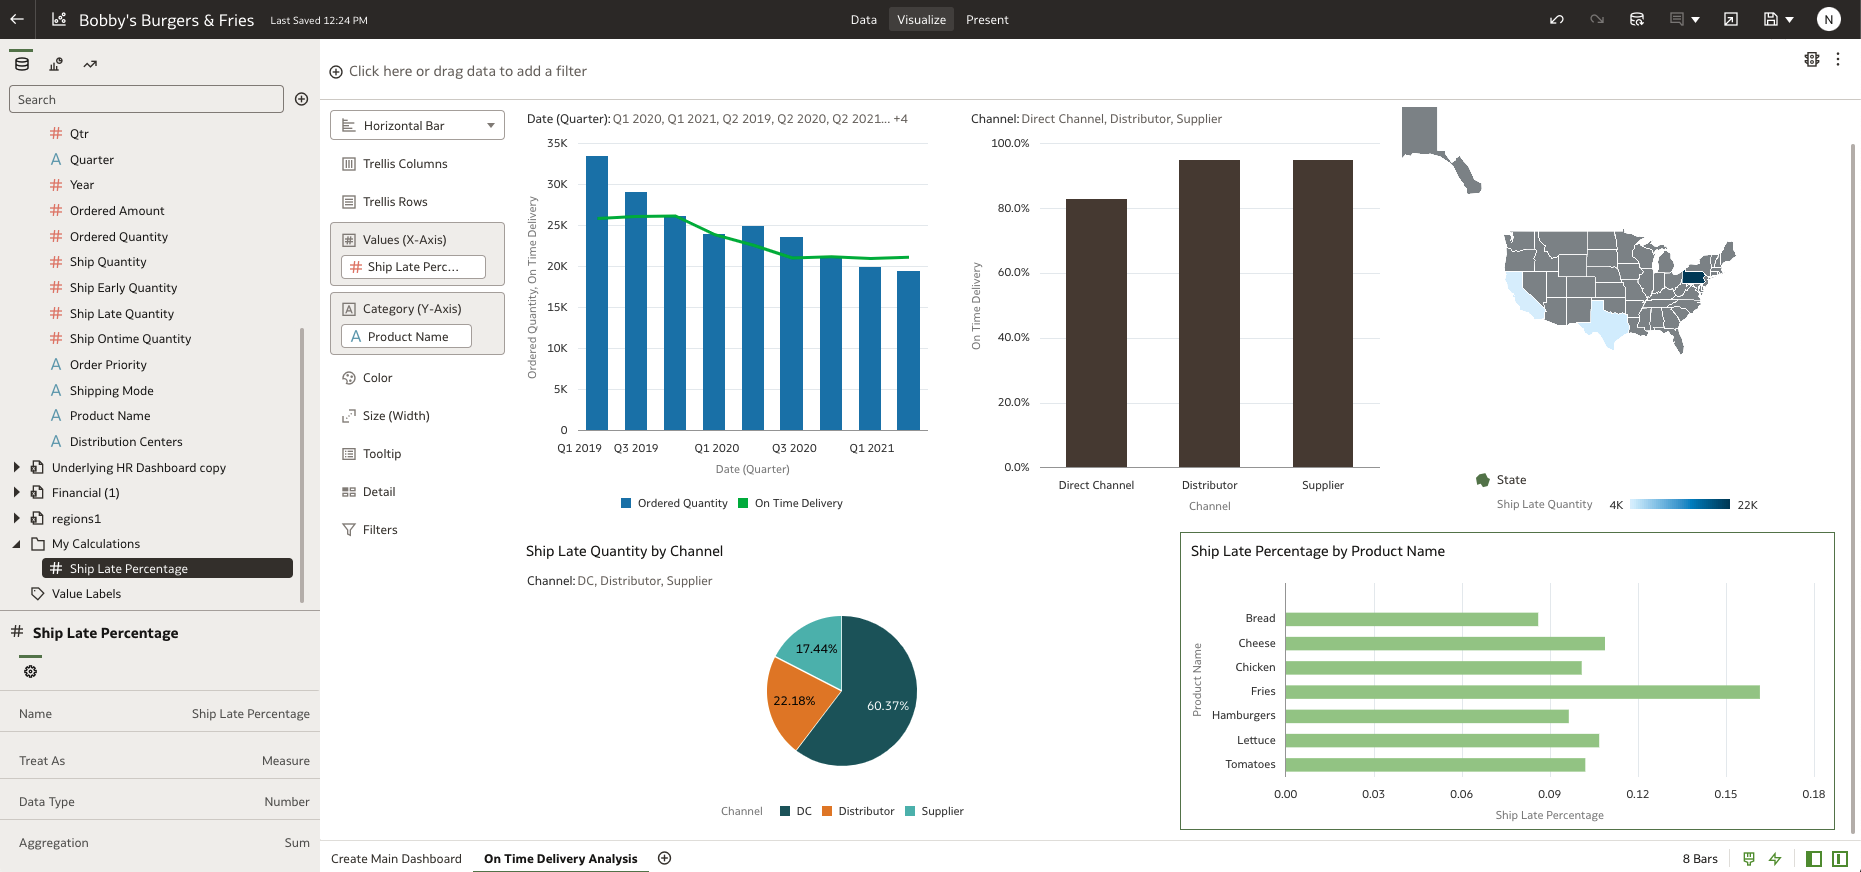 Bobby's Burgers & Fries
Last Saved 12:24 PM
Data
Visualize
Present
N
Search
Qtr
A Quarter
Year
Ordered Amount
Ordered Quantity
Ship Quantity
Ship Early Quantity
Ship Late Quantity
Ship Ontime Quantity
A Order Priority
A Shipping Mode
A Product Name
A Distribution Centers
Underlying HR Dashboard copy
Financial (1)
regions1
My Calculations
# Ship Late Percentage
Value Labels
# Ship Late Percentage
Name Ship Late Percentage
Treat As Measure
Data Type Number
Aggregation Sum
Click here or drag data to add a filter
Horizontal Bar
Trellis Columns
Trellis Rows
Values (X-Axis)
# Ship Late Perc...
Category (Y-Axis)
A Product Name
Color
Size (Width)
Tooltip
Detail
Filters
Date (Quarter): Q1 2020, Q1 2021, Q2 2019, Q2 2020, Q2 2021... +4
Ordered Quantity, On Time Delivery
35K
30K
25K
20K
15K
10K
5K
0
Q1 2019 Q3 2019 Q1 2020 Q3 2020 Q1 2021
Date (Quarter)
Ordered Quantity On Time Delivery
Channel: Direct Channel, Distributor, Supplier
On Time Delivery
100.0%
80.0%
60.0%
40.0%
20.0%
0.0%
Direct Channel Distributor Supplier
Channel
State
Ship Late Quantity 4K 22K
Ship Late Quantity by Channel
Channel: DC, Distributor, Supplier
17.44%
22.18%
60.37%
Channel DC Distributor Supplier
Ship Late Percentage by Product Name
Product Name
Bread
Cheese
Chicken
Fries
Hamburgers
Lettuce
Tomatoes
0.00 0.03 0.06 0.09 0.12 0.15 0.18
Ship Late Percentage
Create Main Dashboard
On Time Delivery Analysis
8 Bars